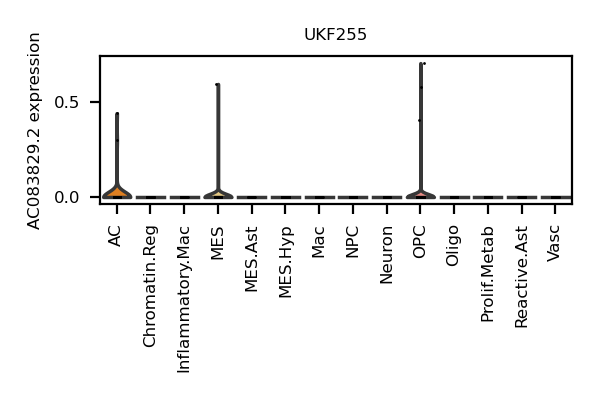 UKF255
AC083829.2 expression
0.5
0.0
AC
Chromatin.Reg
Inflammatory.Mac
MES
MES.Ast
MES.Hyp
Mac
NPC
Neuron
OPC
Oligo
Prolif.Metab
Reactive.Ast
Vasc